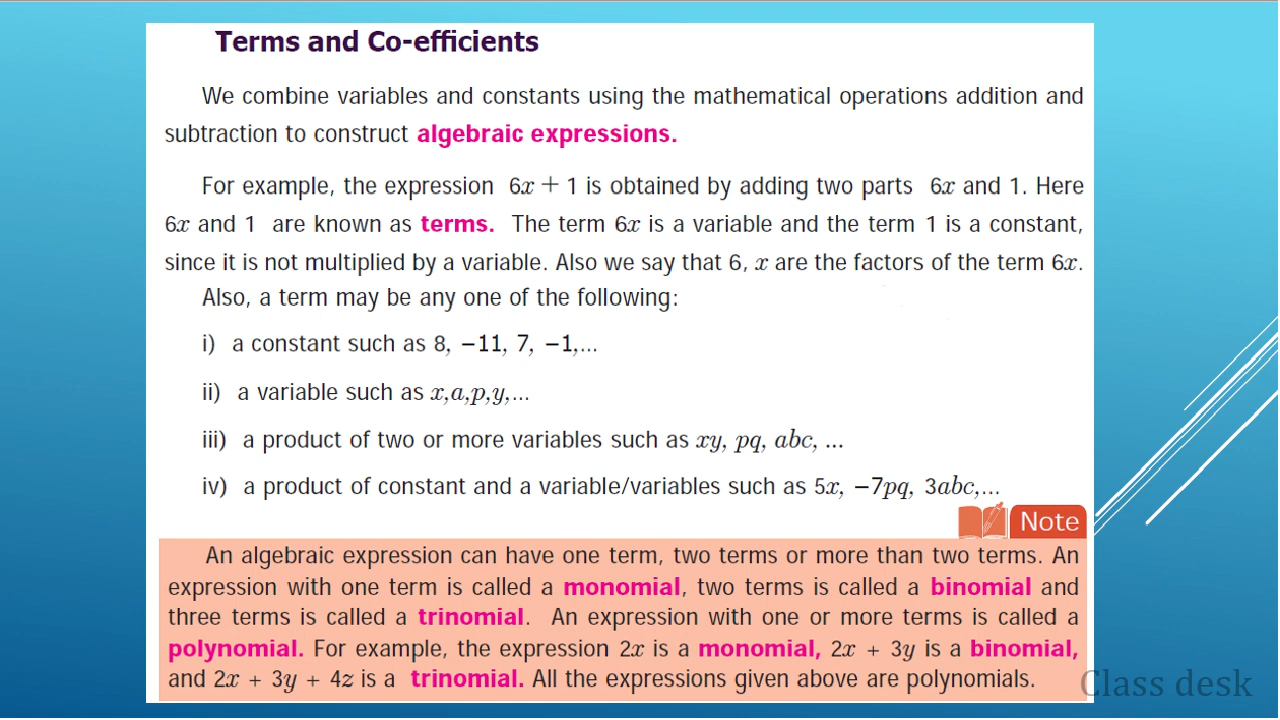 Terms and Co-efficients
We combine variables and constants using the mathematical operations addition and
subtraction to construct algebraic expressions.
For example, the expression 6x + 1 is obtained by adding two parts 6x and 1. Here
6x and 1 are known as terms. The term 6x is a variable and the term 1 is a constant,
since it is not multiplied by a variable. Also we say that 6, x are the factors of the term 6x.
Also, a term may be any one of the following:
i) a constant such as 8, −11, 7, −1,...
ii) a variable such as x,a,p,y,...
iii) a product of two or more variables such as xy, pq, abc, ...
iv) a product of constant and a variable/variables such as 5x, −7pq, 3abc,...
Note
An algebraic expression can have one term, two terms or more than two terms. An
expression with one term is called a monomial, two terms is called a binomial and
three terms is called a trinomial. An expression with one or more terms is called a
polynomial. For example, the expression 2x is a monomial, 2x + 3y is a binomial,
and 2x + 3y + 4z is a trinomial. All the expressions given above are polynomials.
Class desk